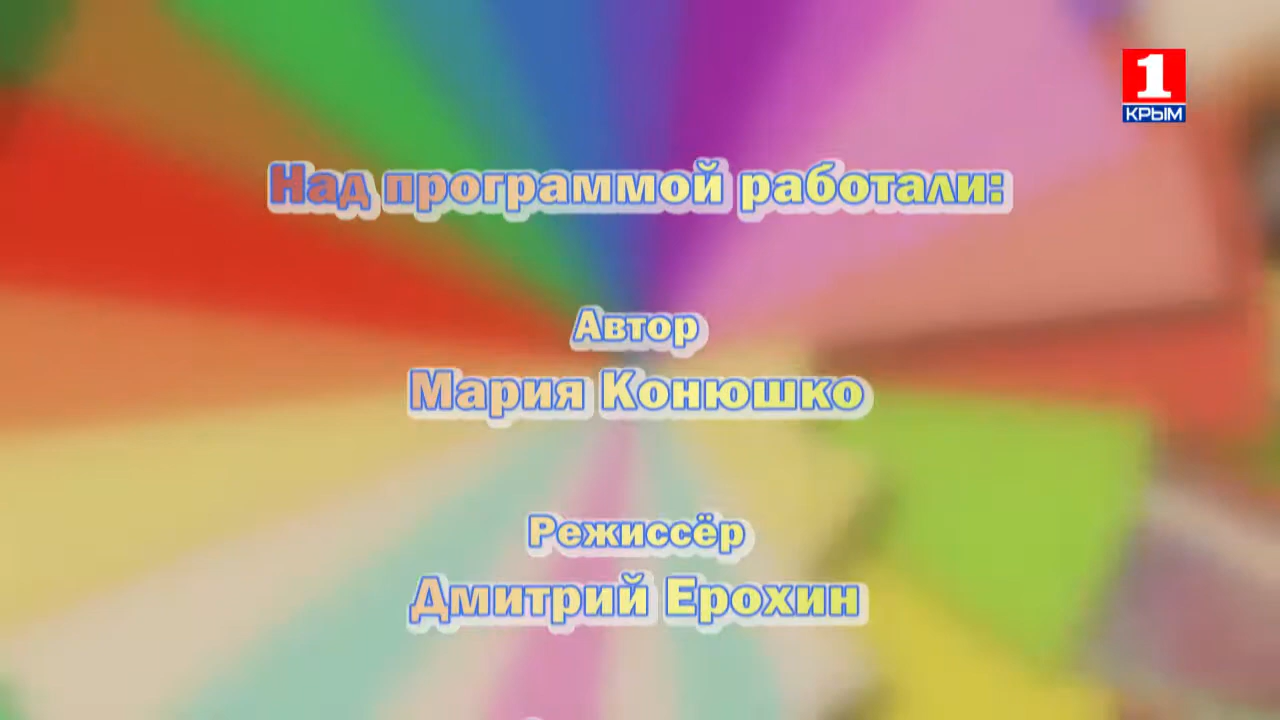 1
КРЫМ
Над программой работали:
Автор
Мария Конюшко
Режиссёр
Дмитрий Ерохин